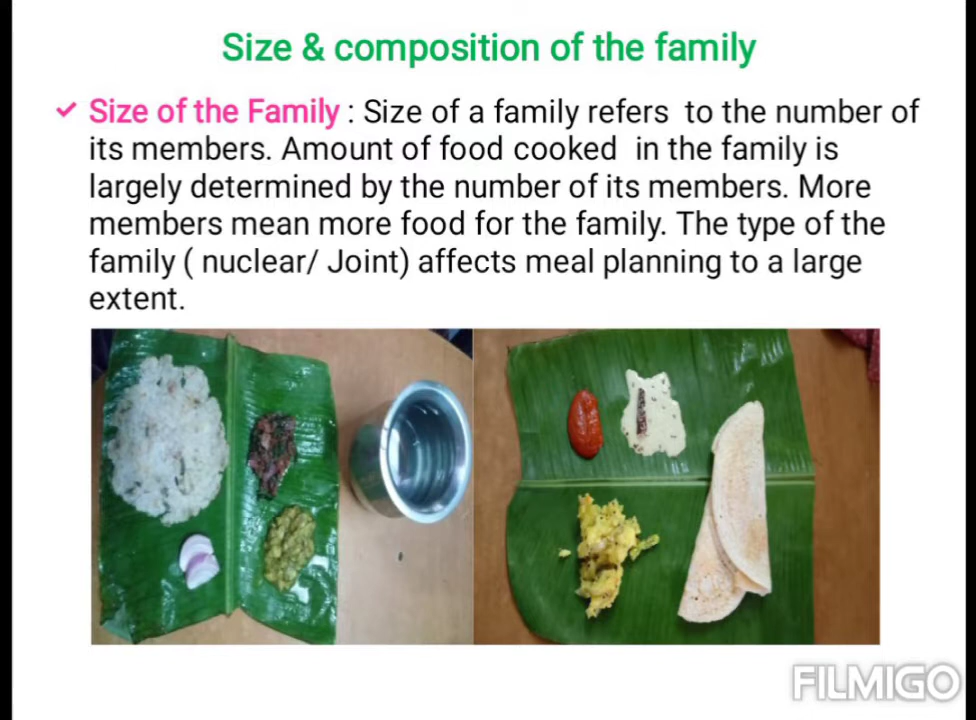 Size & composition of the family
✓ Size of the Family : Size of a family refers to the number of
its members. Amount of food cooked in the family is
largely determined by the number of its members. More
members mean more food for the family. The type of the
family ( nuclear/ Joint) affects meal planning to a large
extent.
FILMIGO